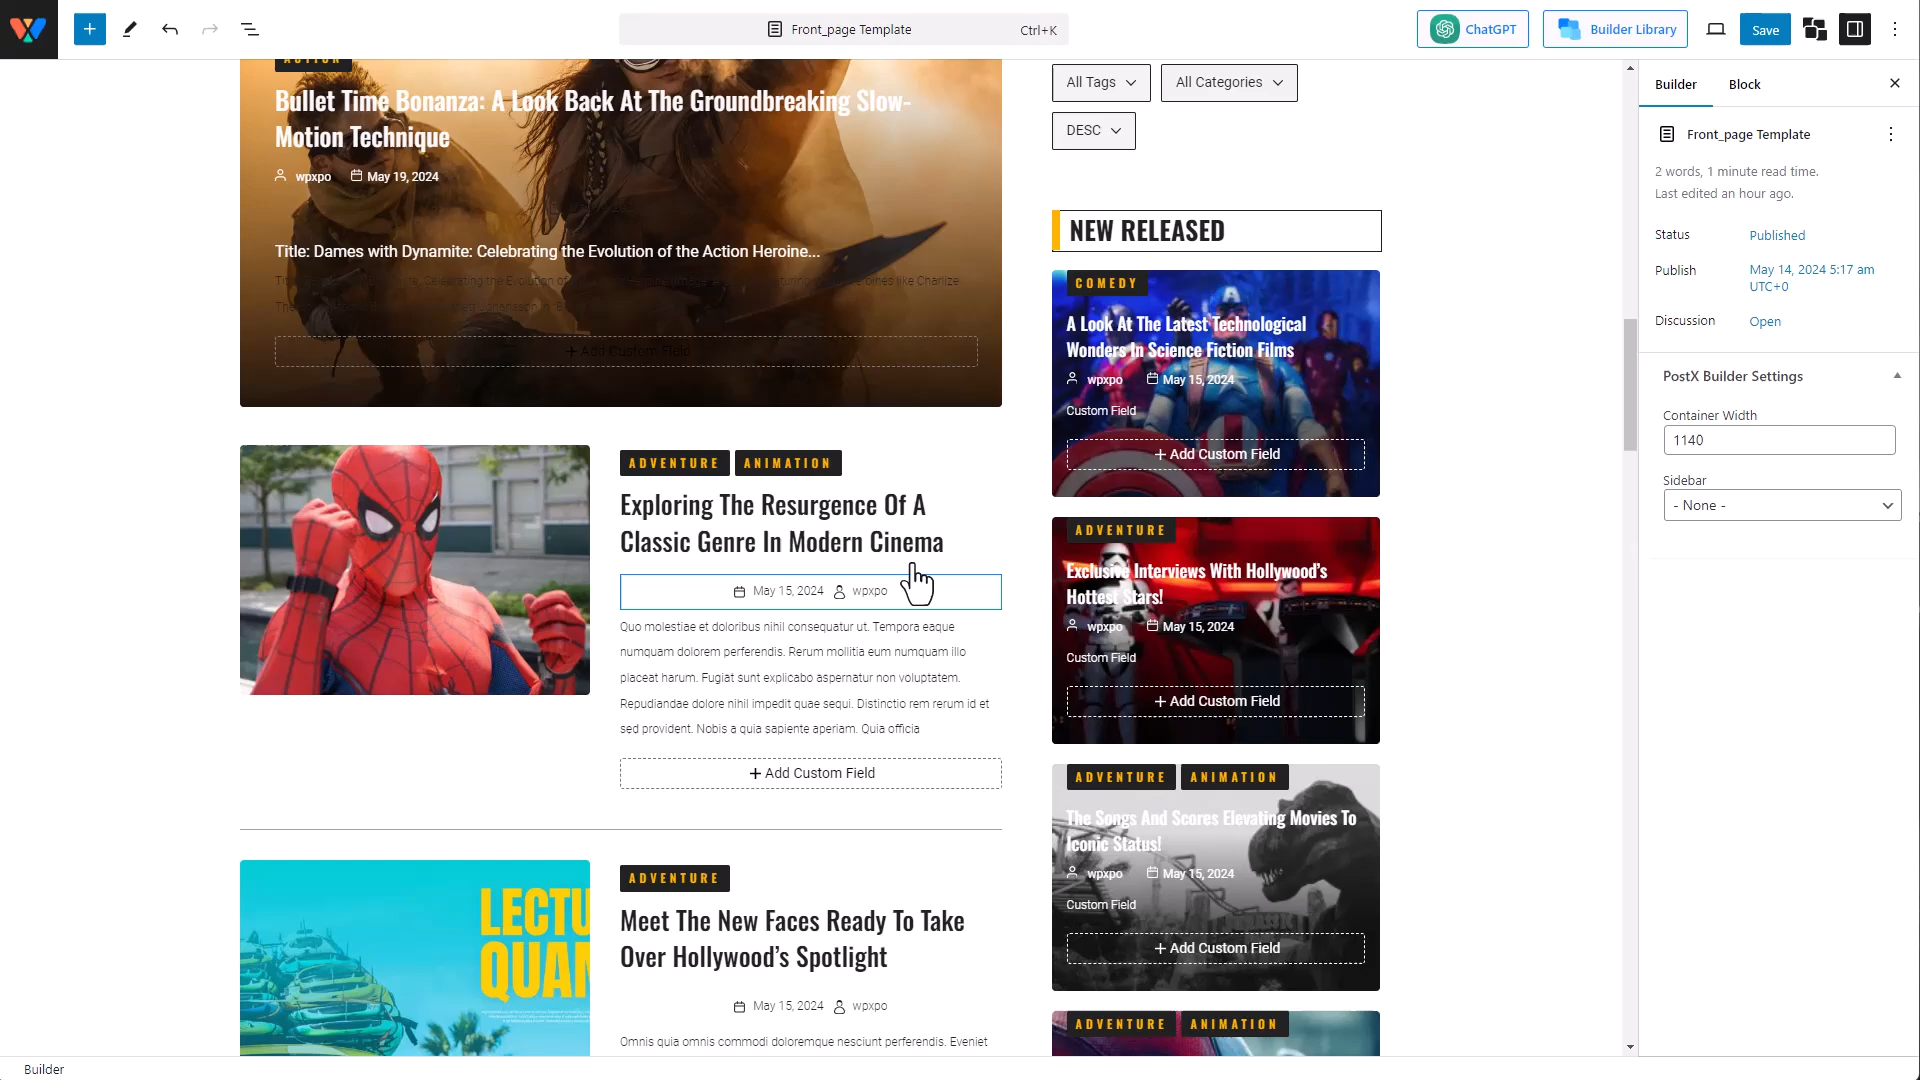 Front_page Template
Ctrl+K
ChatGPT
Builder Library
Save
ACTION
Bullet Time Bonanza: A Look Back At The Groundbreaking Slow-
Motion Technique
wpxpo May 19, 2024
Title: Dames with Dynamite: Celebrating the Evolution of the Action Heroine...
+ Add Custom Field
ADVENTURE ANIMATION
Exploring The Resurgence Of A
Classic Genre In Modern Cinema
May 15, 2024 wpxpo
Quo molestiae et doloribus nihil consequatur ut. Tempora eaque
numquam dolorem perferendis. Rerum mollitia eum numquam illo
placeat harum. Fugiat sunt explicabo aspernatur non voluptatem.
Repudiandae dolore nihil impedit quae sequi. Distinctio rem rerum id et
sed provident. Nobis a quia sapiente aperiam. Quia officia
+ Add Custom Field
LECTU
QUAN
ADVENTURE
Meet The New Faces Ready To Take
Over Hollywood's Spotlight
May 15, 2024 wpxpo
Omnis quia omnis commodi doloremque nesciunt perferendis. Eveniet
All Tags All Categories
DESC
NEW RELEASED
COMEDY
A Look At The Latest Technological
Wonders In Science Fiction Films
wpxpo May 15, 2024
Custom Field
+ Add Custom Field
ADVENTURE
Exclusive Interviews With Hollywood's
Hottest Stars!
wpxpo May 15, 2024
Custom Field
+ Add Custom Field
ADVENTURE ANIMATION
The Songs And Scores Elevating Movies To
Iconic Status!
wpxpo May 15, 2024
Custom Field
+ Add Custom Field
ADVENTURE ANIMATION
Builder Block
Front_page Template
2 words, 1 minute read time.
Last edited an hour ago.
Status Published
Publish May 14, 2024 5:17 am
UTC+0
Discussion Open
PostX Builder Settings
Container Width
1140
Sidebar
- None -
Builder